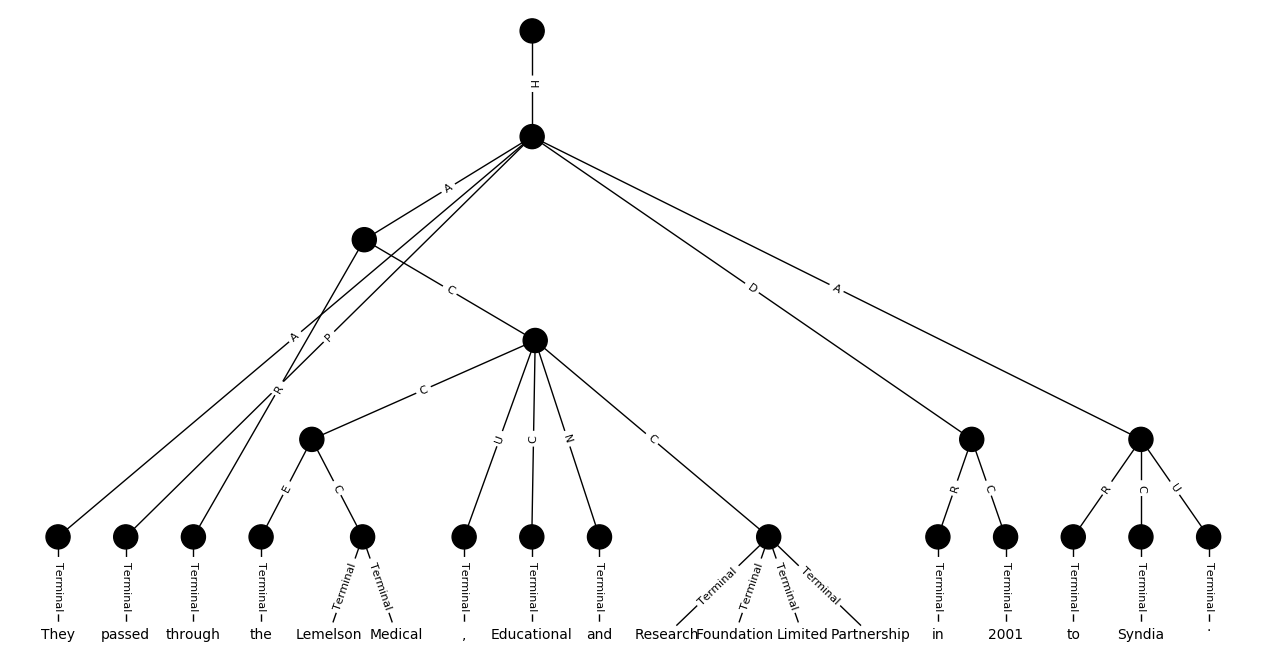 H
A
C
D
A
A
P
R
C
U
C
N
C
E
C
R
C
R
C
U
Terminal Terminal Terminal Terminal Terminal Terminal Terminal Terminal Terminal Terminal Terminal Terminal Terminal Terminal Terminal Terminal Terminal Terminal
They passed through the Lemelson Medical , Educational and Research Foundation Limited Partnership in 2001 to Syndia .